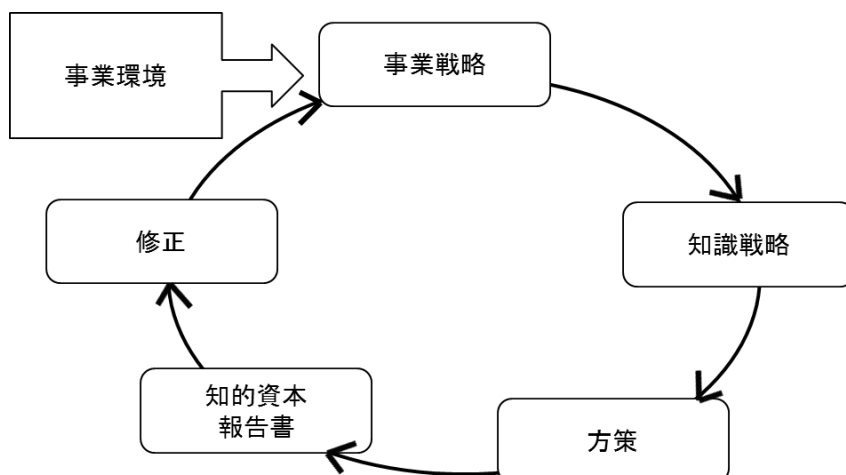 事業環境
事業戦略
知識戦略
方策
知的資本
報告書
修正